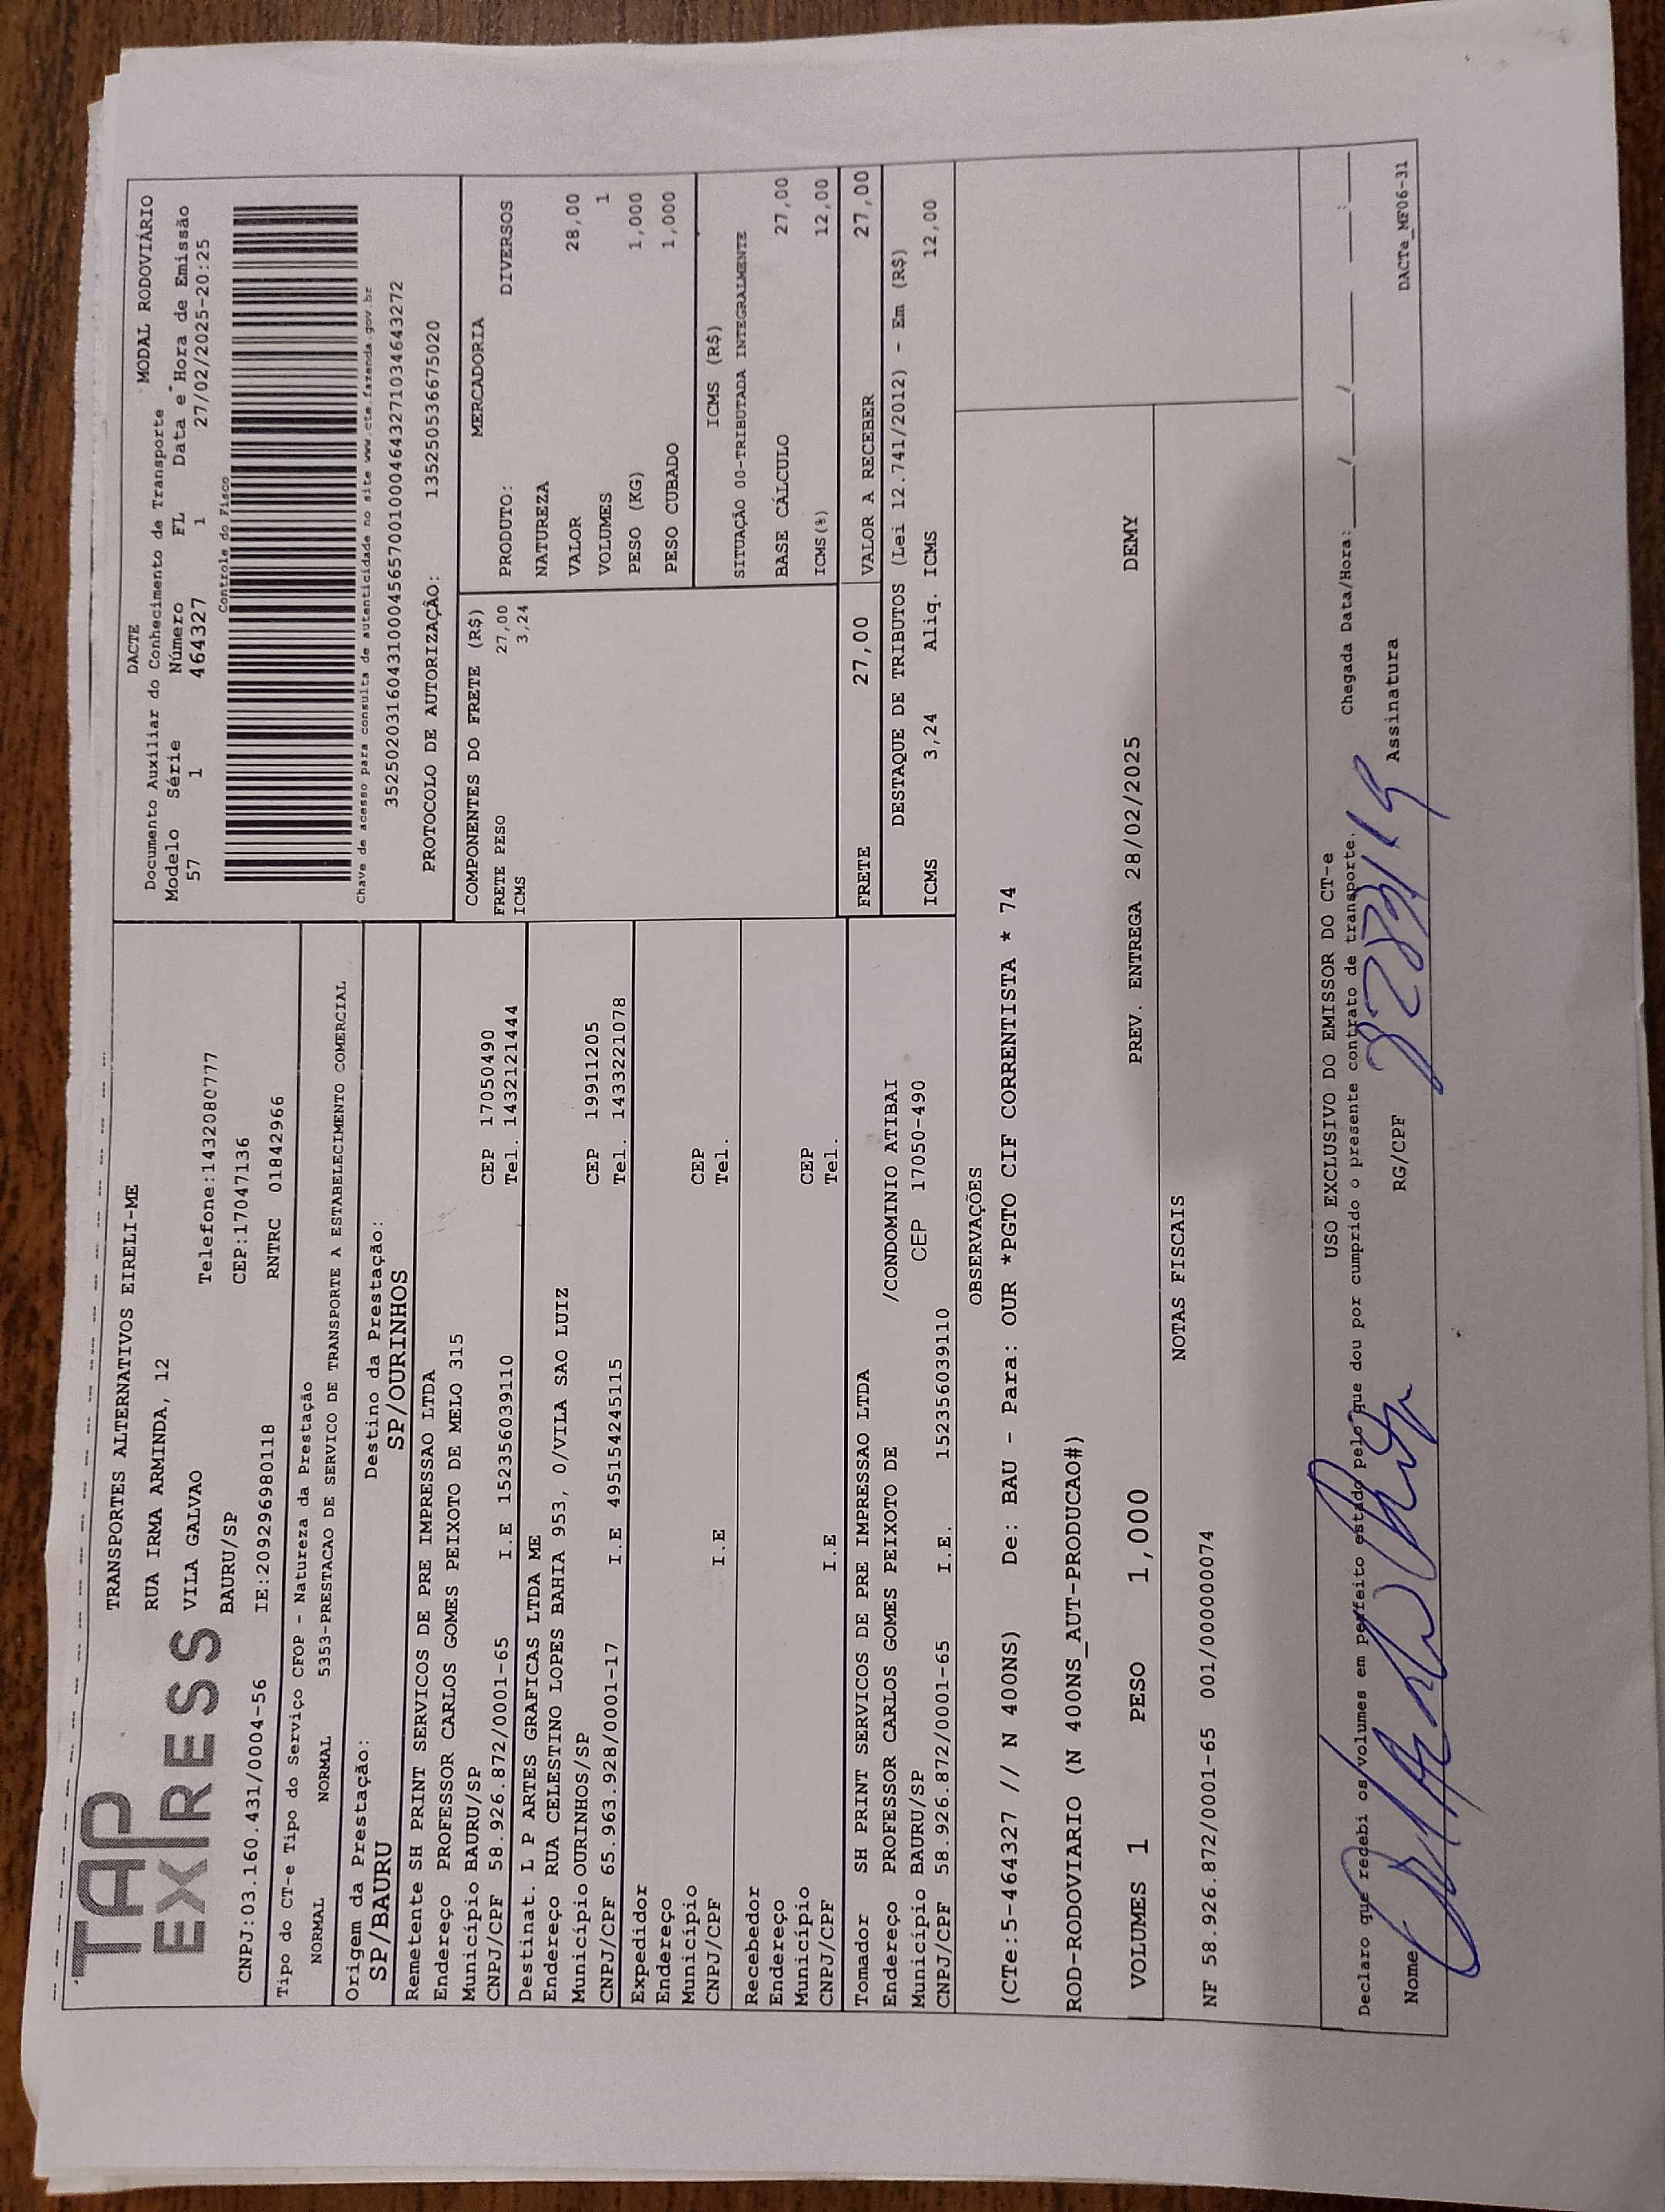 TAP
EXPRESS
TRANSPORTES ALTERNATIVOS EIRELI-ME
RUA IRMA ARMINDA, 12
VILA GALVAO Telefone:1432080777
BAURU/SP CEP:17047136
CNPJ:03.160.431/0004-56 IE:209296980118 RNTRC 01842966
DACTE MODAL RODOVIÁRIO
Documento Auxiliar do Conhecimento de Transporte
Modelo Série Número FL Data e Hora de Emissão
57 1 464327 1 27/02/2025-20:25
Controle do Fisco
Chave de acesso para consulta de autenticidade no site www.cte.fazenda.gov.br
35250203160431000456570010004643271034643272
PROTOCOLO DE AUTORIZAÇÃO: 135250536675020
Tipo do CT-e Tipo do Serviço CFOP - Natureza da Prestação
NORMAL NORMAL 5353-PRESTACAO DE SERVICO DE TRANSPORTE A ESTABELECIMENTO COMERCIAL
Origem da Prestação: Destino da Prestação:
SP/BAURU SP/OURINHOS
Remetente SH PRINT SERVICOS DE PRE IMPRESSAO LTDA
Endereço PROFESSOR CARLOS GOMES PEIXOTO DE MELO 315
Município BAURU/SP CEP 17050490
CNPJ/CPF 58.926.872/0001-65 I.E 152356039110 Tel. 1432121444
Destinat. L P ARTES GRAFICAS LTDA ME
Endereço RUA CELESTINO LOPES BAHIA 953, 0/VILA SAO LUIZ
Município OURINHOS/SP CEP 19911205
CNPJ/CPF 65.963.928/0001-17 I.E 495154245115 Tel. 1433221078
Expedidor
Endereço
Município CEP
CNPJ/CPF I.E Tel.
Recebedor
Endereço
Município CEP
CNPJ/CPF I.E Tel.
Tomador SH PRINT SERVICOS DE PRE IMPRESSAO LTDA
Endereço PROFESSOR CARLOS GOMES PEIXOTO DE /CONDOMINIO ATIBAI
Município BAURU/SP CEP 17050-490
CNPJ/CPF 58.926.872/0001-65 I.E. 152356039110
COMPONENTES DO FRETE (R$)
FRETE PESO 27,00
ICMS 3,24
MERCADORIA
PRODUTO: DIVERSOS
NATUREZA
VALOR 28,00
VOLUMES 1
PESO (KG) 1,000
PESO CUBADO 1,000
ICMS (R$)
SITUAÇÃO 00-TRIBUTADA INTEGRALMENTE
BASE CÁLCULO 27,00
ICMS(%) 12,00
FRETE 27,00 VALOR A RECEBER 27,00
DESTAQUE DE TRIBUTOS (Lei 12.741/2012) - Em (R$)
ICMS 3,24 Aliq. ICMS 12,00
OBSERVAÇÕES
(CTe:5-464327 // N 400NS) De: BAU - Para: OUR *PGTO CIF CORRENTISTA * 74
ROD-RODOVIARIO (N 400NS_AUT-PRODUCAO#)
VOLUMES 1 PESO 1,000 PREV. ENTREGA 28/02/2025 DEMY
NOTAS FISCAIS
NF 58.926.872/0001-65 001/000000074
USO EXCLUSIVO DO EMISSOR DO CT-e
Declaro que recebi os volumes em perfeito estado pelo que dou por cumprido o presente contrato de transporte. Chegada Data/Hora:___/___/_____ ___:___
Nome RG/CPF Assinatura
DACTa_MF06-31